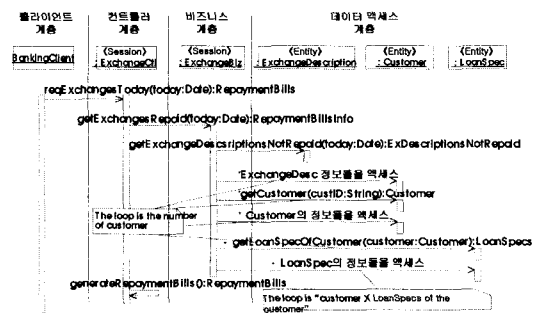 클라이언트 계층
컨트롤러 계층
비즈니스 계층
데이터 액세스 계층
BankingClient
《Session》 : ExchangeCtl
《Session》 : ExchangeBiz
《Entity》 : ExchangeDescription
《Entity》 : Customer
《Entity》 : LoanSpec
reqExchangesToday(today:Date):RepaymentBills
getExchangesRepaid(today:Date):RepaymentBillsInfo
getExchangeDescsriptionsNotRepaid(today:Date):ExDescriptionsNotRepaid
*ExchangeDesc 정보들을 액세스
*getCustomer(custID:String):Customer
The loop is the number
of customer
* Customer의 정보들을 액세스
getLoanSpecOfCustomer(customer:Customer):LoanSpecs
* LoanSpec의 정보들을 액세스
generateRepaymentBills():RepaymentBills
The loop is "customer X LoanSpecs of the
customer"